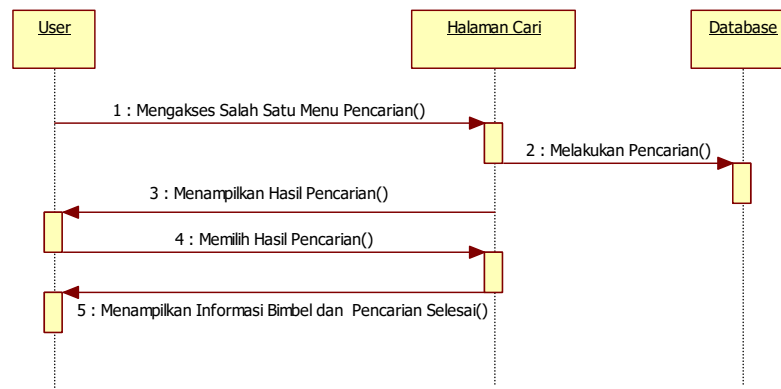 User
Halaman Cari
Database
1 : Mengakses Salah Satu Menu Pencarian()
2 : Melakukan Pencarian()
3 : Menampilkan Hasil Pencarian()
4 : Memilih Hasil Pencarian()
5 : Menampilkan Informasi Bimbel dan  Pencarian Selesai()